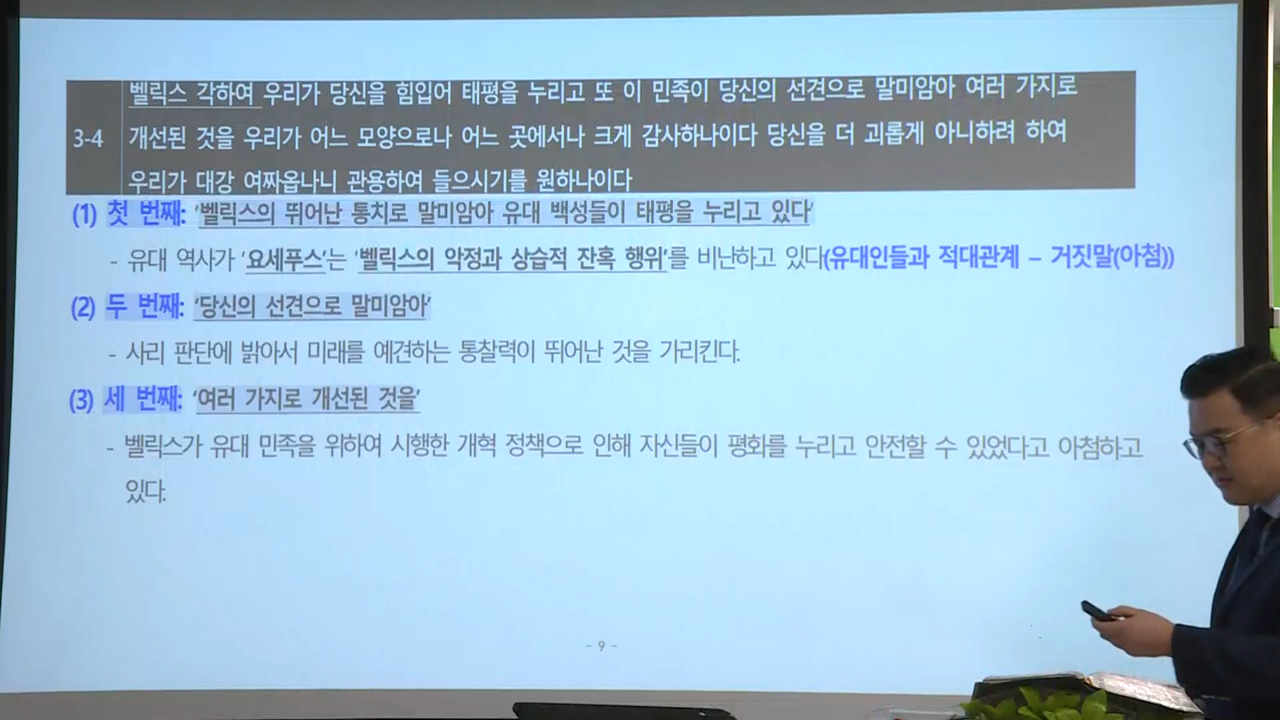 벨릭스 각하여 우리가 당신을 힘입어 태평을 누리고 또 이 민족이 당신의 선견으로 말미암아 여러 가지로
3-4 개선된 것을 우리가 어느 모양으로나 어느 곳에서나 크게 감사하나이다 당신을 더 괴롭게 아니하려 하여
우리가 대강 여짜옵나니 관용하여 들으시기를 원하나이다
(1) 첫 번째: '벨릭스의 뛰어난 통치로 말미암아 유대 백성들이 태평을 누리고 있다'
- 유대 역사가 '요세푸스'는 '벨릭스의 악정과 상습적 잔혹 행위'를 비난하고 있다(유대인들과 적대관계 – 거짓말(아첨))
(2) 두 번째: '당신의 선견으로 말미암아'
- 사리 판단에 밝아서 미래를 예견하는 통찰력이 뛰어난 것을 가리킨다.
(3) 세 번째: '여러 가지로 개선된 것을'
- 벨릭스가 유대 민족을 위하여 시행한 개혁 정책으로 인해 자신들이 평화를 누리고 안전할 수 있었다고 아첨하고
있다.
- 9 -